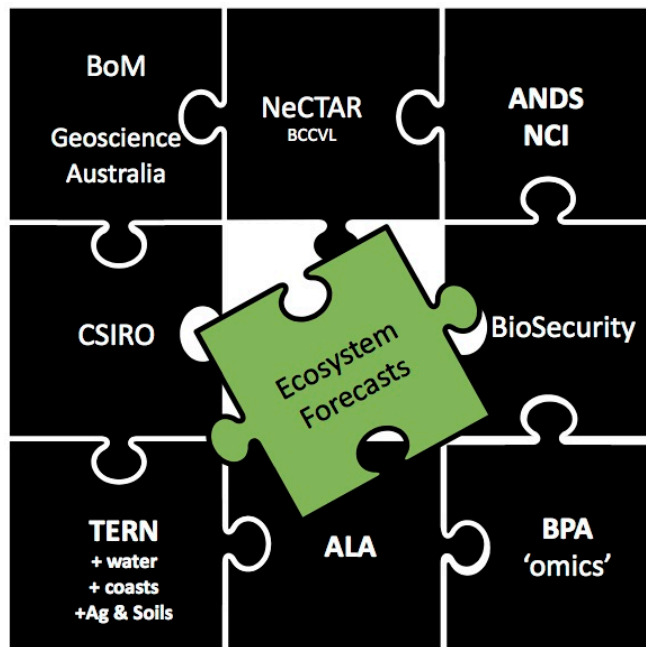 BoM
Geoscience
Australia
NeCTAR
BCCVL
ANDS
NCI
CSIRO
Ecosystem
Forecasts
BioSecurity
TERN
+ water
+ coasts
+Ag & Soils
ALA
BPA
‘omics’